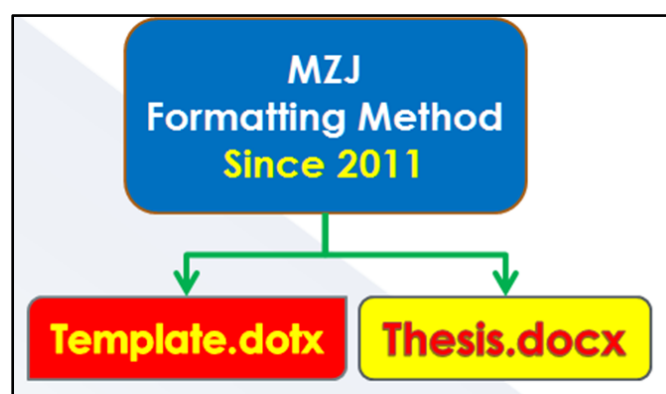 MZJ
Formatting Method
Since 2011
Template.dotx
Thesis.docx